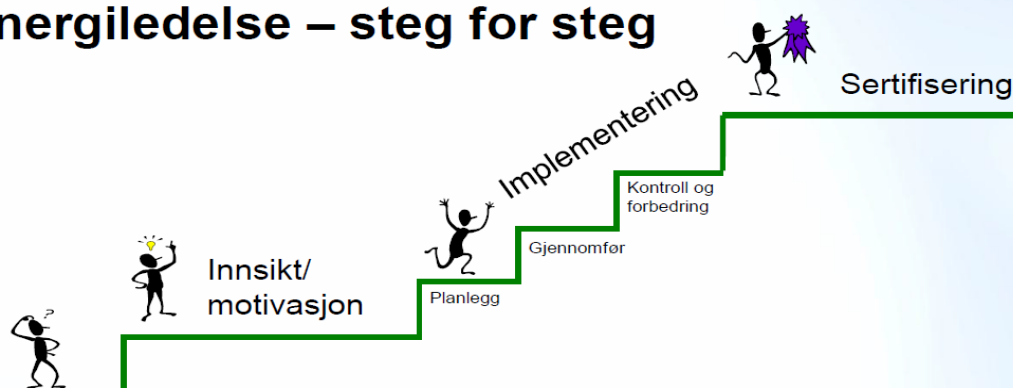 nergiledelse – steg for steg
Sertifisering
Implementering
Kontroll og
forbedring
Gjennomfør
Innsikt/
motivasjon
Planlegg
?